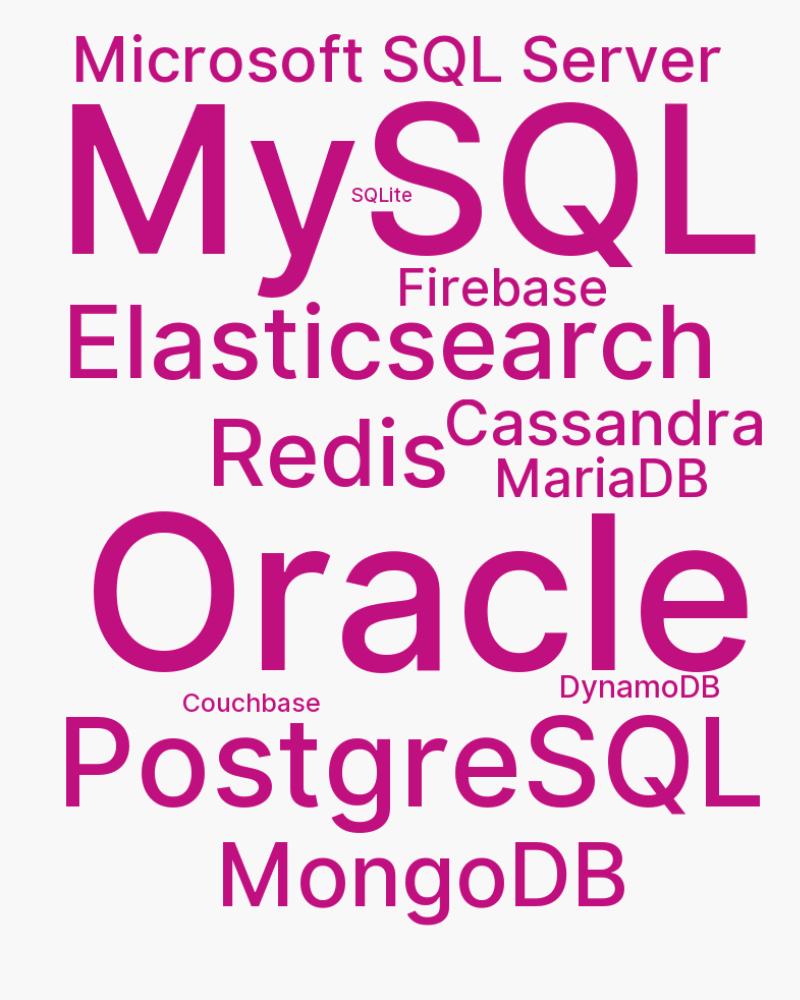 Microsoft SQL Server
MySQL
SQLite
Firebase
Elasticsearch
Cassandra
Redis
MariaDB
Oracle
DynamoDB
Couchbase
PostgreSQL
MongoDB